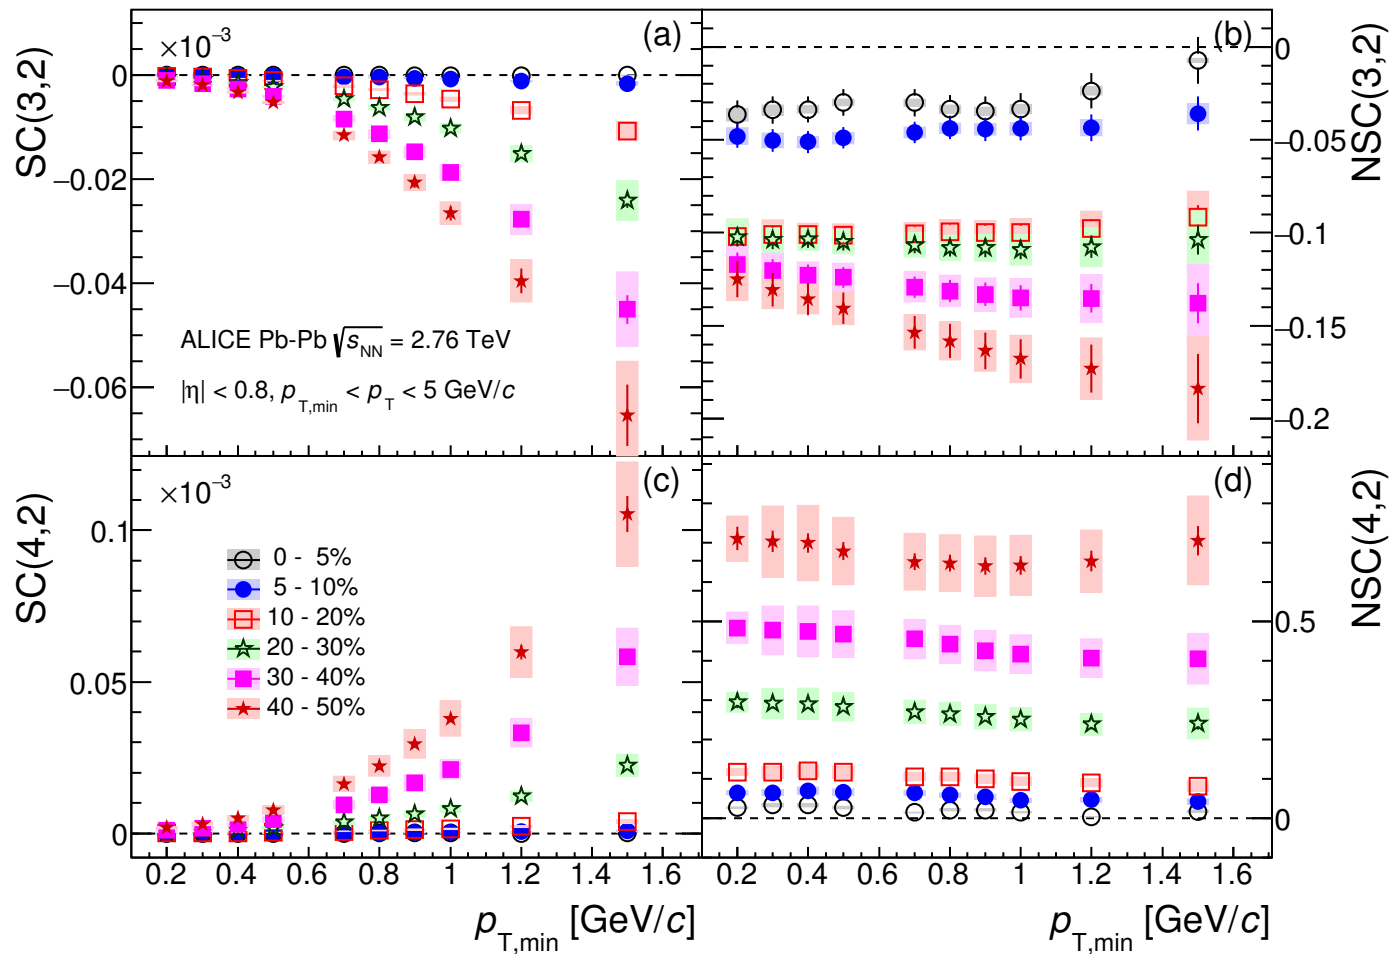 ×10⁻³
(a)
SC(3,2)
0
−0.02
−0.04
−0.06
ALICE Pb-Pb √s_NN = 2.76 TeV
|η| < 0.8, p_T,min < p_T < 5 GeV/c
(b)
NSC(3,2)
0
−0.05
−0.1
−0.15
−0.2
×10⁻³
(c)
SC(4,2)
0.1
0.05
0
0 - 5%
5 - 10%
10 - 20%
20 - 30%
30 - 40%
40 - 50%
0.2 0.4 0.6 0.8 1 1.2 1.4 1.6
p_T,min [GeV/c]
(d)
NSC(4,2)
0.5
0
0.2 0.4 0.6 0.8 1 1.2 1.4 1.6
p_T,min [GeV/c]